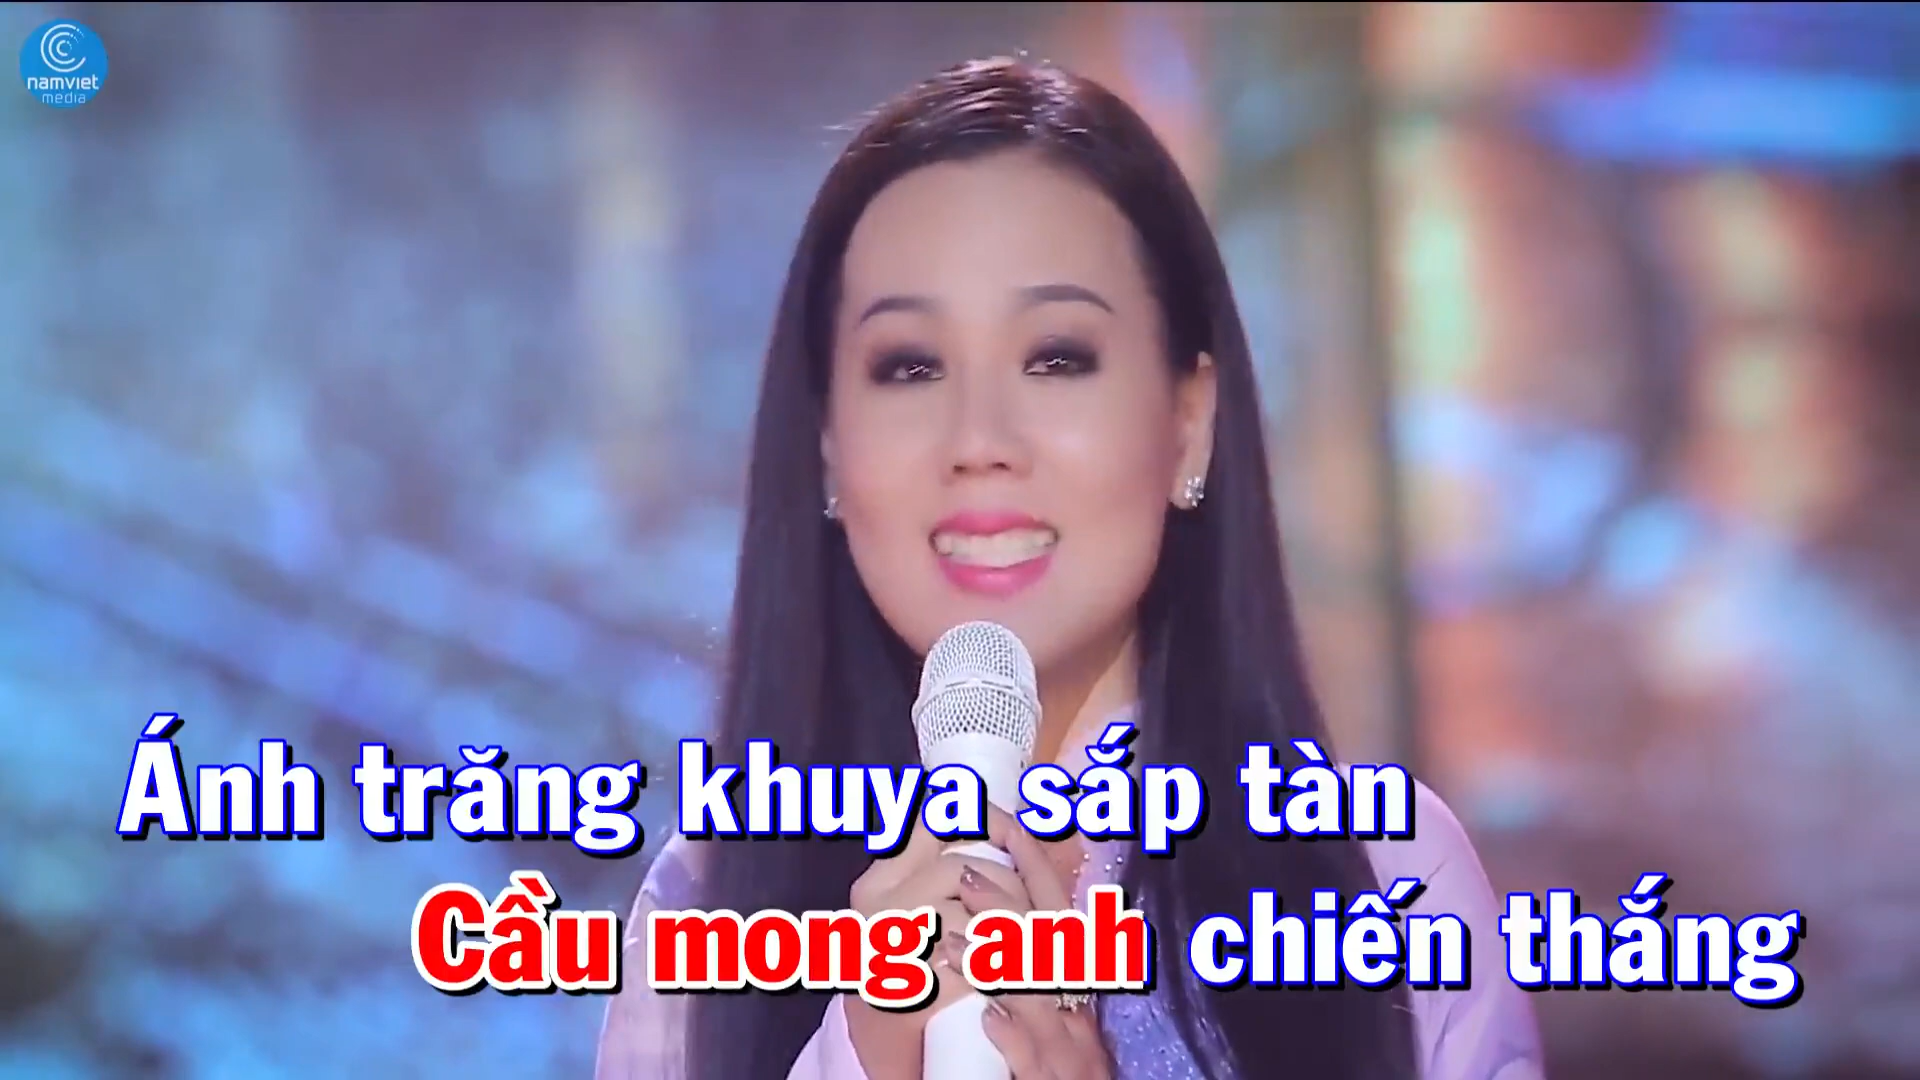 namviet
media
Ánh trăng khuya sắp tàn
Cầu mong anh chiến thắng